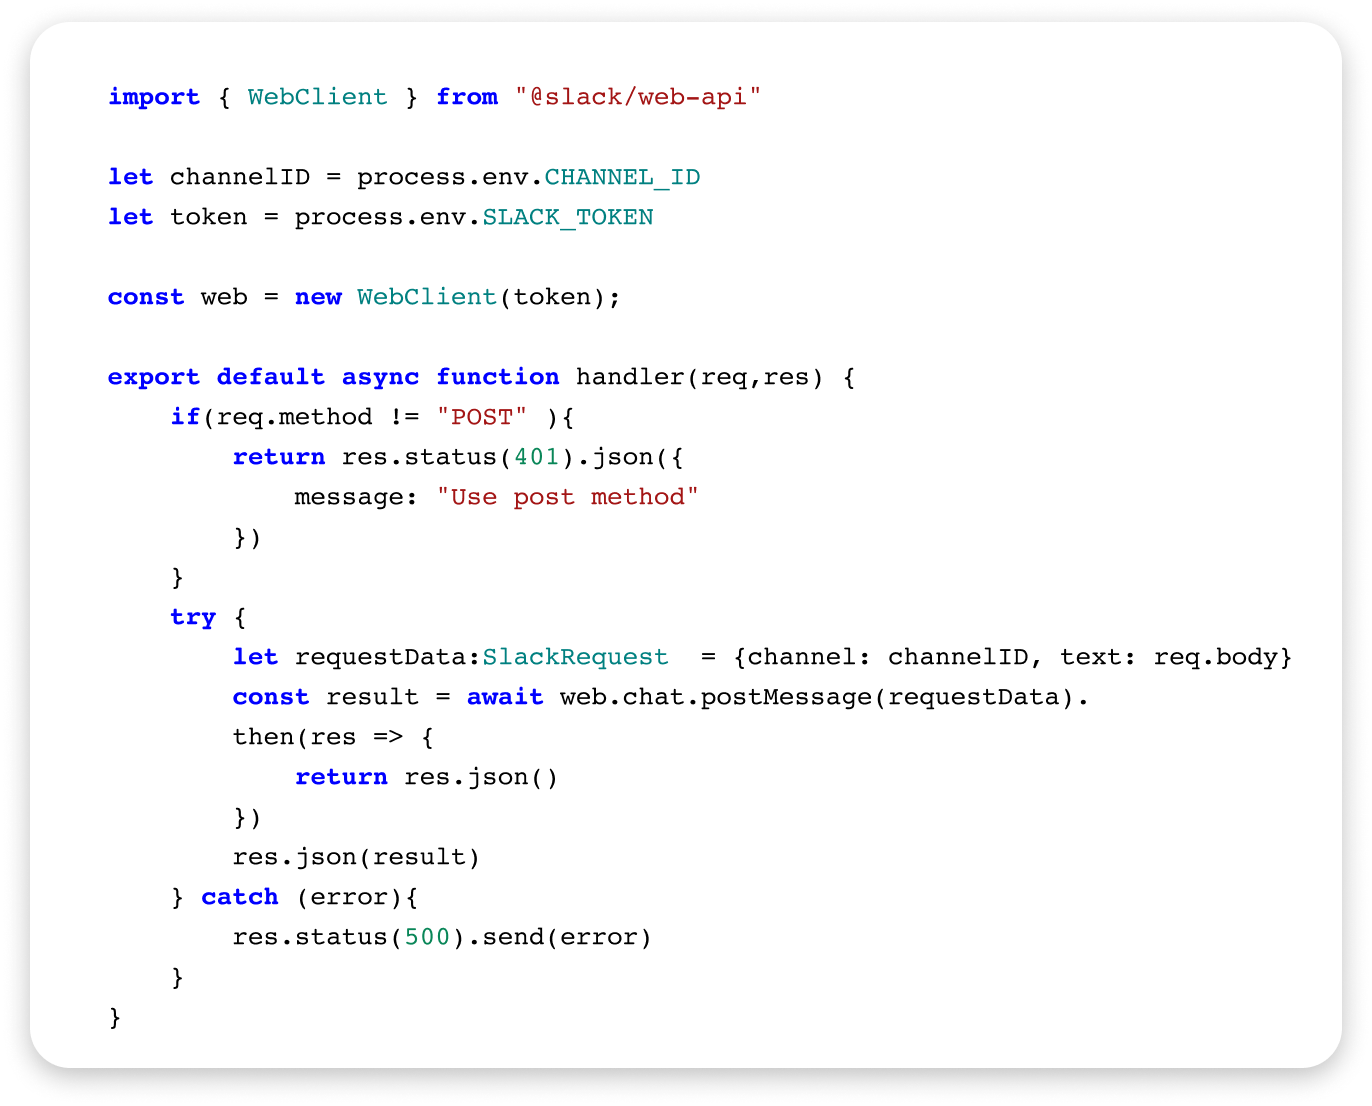 import { WebClient } from "@slack/web-api"
let channelID = process.env.CHANNEL_ID
let token = process.env.SLACK_TOKEN
const web = new WebClient(token);
export default async function handler(req,res) {
    if(req.method != "POST" ){
        return res.status(401).json({
            message: "Use post method"
        })
    }
    try {
        let requestData:SlackRequest  = {channel: channelID, text: req.body}
        const result = await web.chat.postMessage(requestData).
        then(res => {
            return res.json()
        })
        res.json(result)
    } catch (error){
        res.status(500).send(error)
    }
}